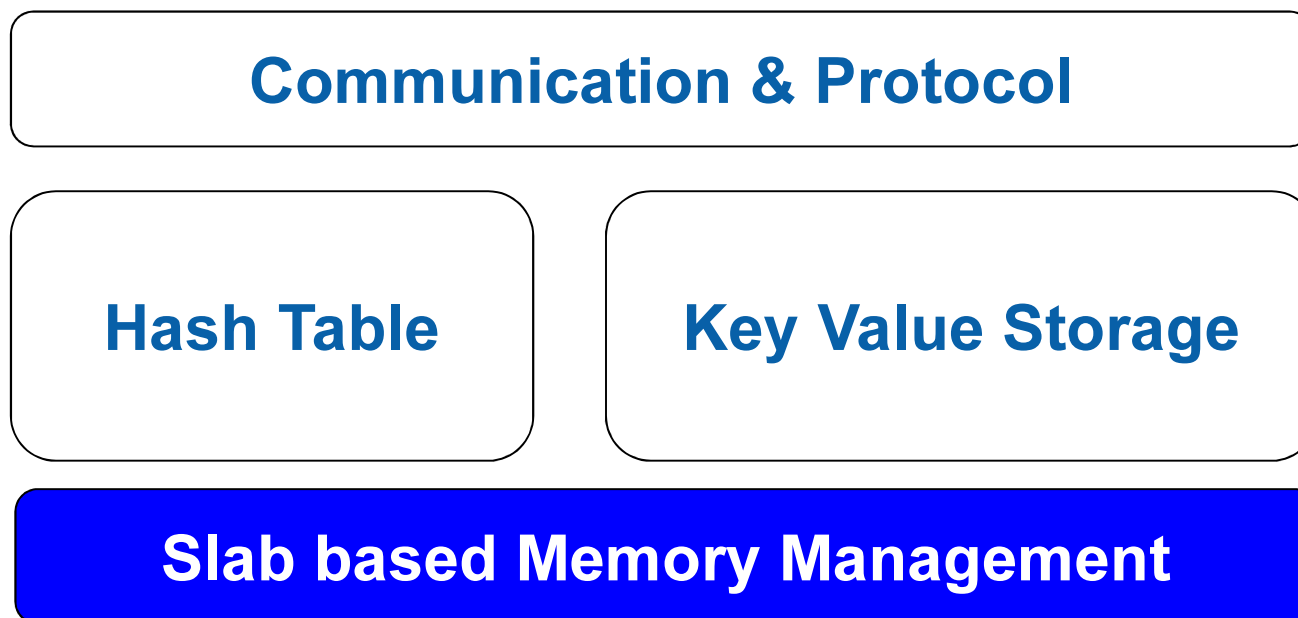 Communication & Protocol
Hash Table
Key Value Storage
Slab based Memory Management